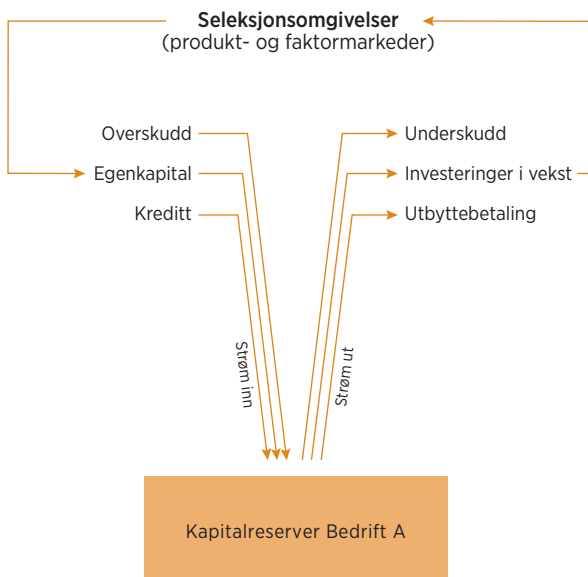 Seleksjonsomgivelser
(produkt- og faktormarkeder)
Overskudd
Egenkapital
Kreditt
Underskudd
Investeringer i vekst
Utbyttebetaling
Strøm inn
Strøm ut
Kapitalreserver Bedrift A